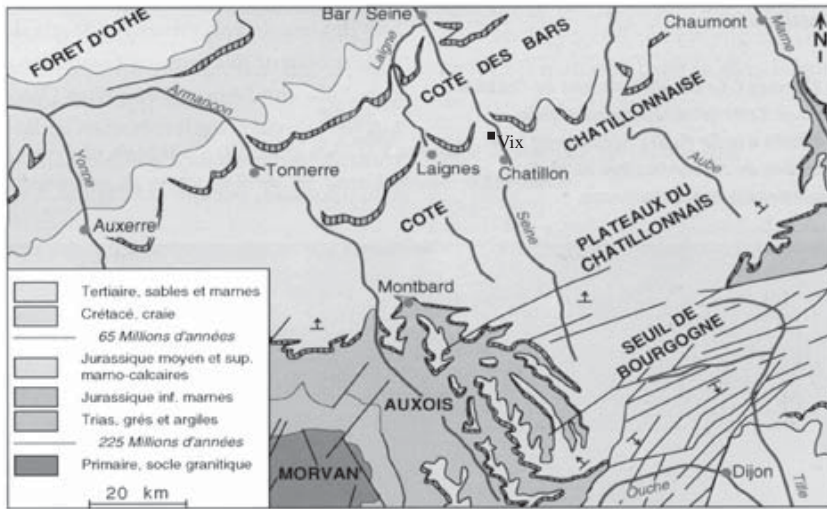 Bar / Seine
Chaumont
N
FORET D'OTHE
Laigne
COTE DES BARS
Marne
Armançon
CHATILLONNAISE
Vix
Yonne
Tonnerre
Laignes
Chatillon
Aube
Auxerre
COTE
Seine
PLATEAUX DU
CHATILLONNAIS
Montbard
SEUIL DE
BOURGOGNE
AUXOIS
MORVAN
Dijon
Ouche
Tille
Tertiaire, sables et marnes
Crétacé, craie
65 Millions d'années
Jurassique moyen et sup.
marno-calcaires
Jurassique inf. marnes
Trias, grés et argiles
225 Millions d'années
Primaire, socle granitique
20 km